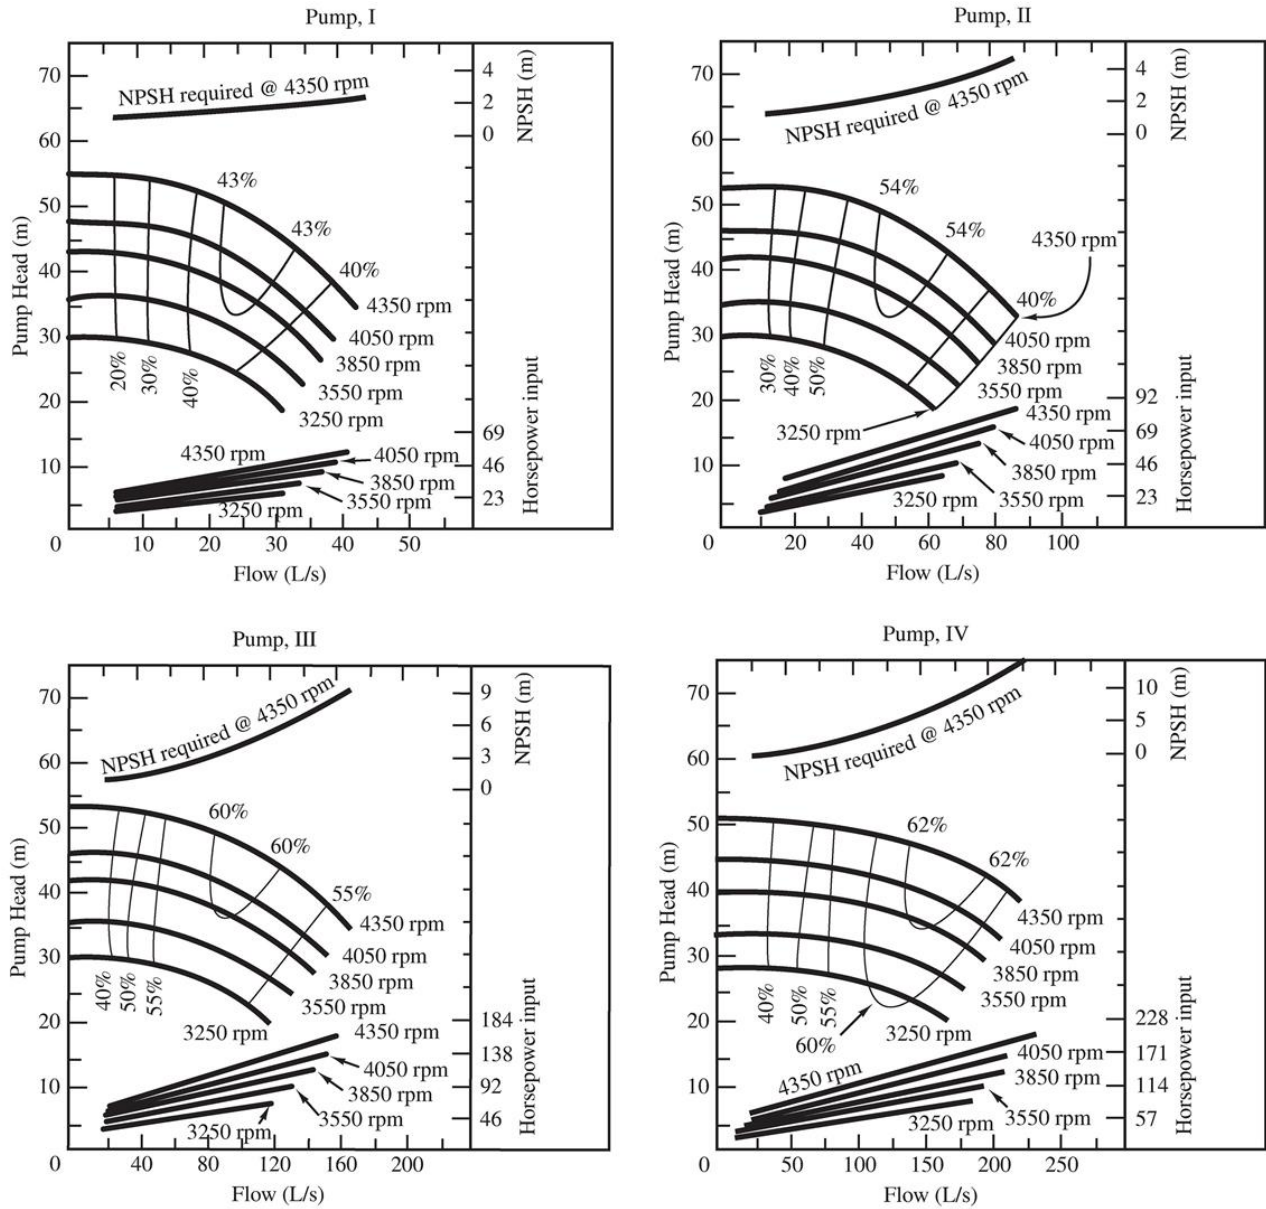 Pump, I
70
60
50
40
30
20
10
0
Pump Head (m)
NPSH required @ 4350 rpm
4
2
0
NPSH (m)
43%
43%
40%
4350 rpm
4050 rpm
3850 rpm
3550 rpm
3250 rpm
20%
30%
40%
69
46
23
Horsepower input
4350 rpm
4050 rpm
3850 rpm
3550 rpm
3250 rpm
10
20
30
40
50
Flow (L/s)
Pump, II
70
60
50
40
30
20
10
0
Pump Head (m)
NPSH required @ 4350 rpm
4
2
0
NPSH (m)
54%
54%
4350 rpm
40%
4050 rpm
3850 rpm
3550 rpm
3250 rpm
30%
40%
50%
92
69
46
23
Horsepower input
4350 rpm
4050 rpm
3850 rpm
3550 rpm
3250 rpm
20
40
60
80
100
Flow (L/s)
Pump, III
70
60
50
40
30
20
10
0
Pump Head (m)
NPSH required @ 4350 rpm
9
6
3
0
NPSH (m)
60%
60%
55%
4350 rpm
4050 rpm
3850 rpm
3550 rpm
3250 rpm
40%
50%
55%
184
138
92
46
Horsepower input
4350 rpm
4050 rpm
3850 rpm
3550 rpm
3250 rpm
40
80
120
160
200
Flow (L/s)
Pump, IV
70
60
50
40
30
20
10
0
Pump Head (m)
NPSH required @ 4350 rpm
10
5
0
NPSH (m)
62%
62%
4350 rpm
4050 rpm
3850 rpm
3550 rpm
3250 rpm
40%
50%
55%
60%
228
171
114
57
Horsepower input
4350 rpm
4050 rpm
3850 rpm
3550 rpm
3250 rpm
50
100
150
200
250
Flow (L/s)